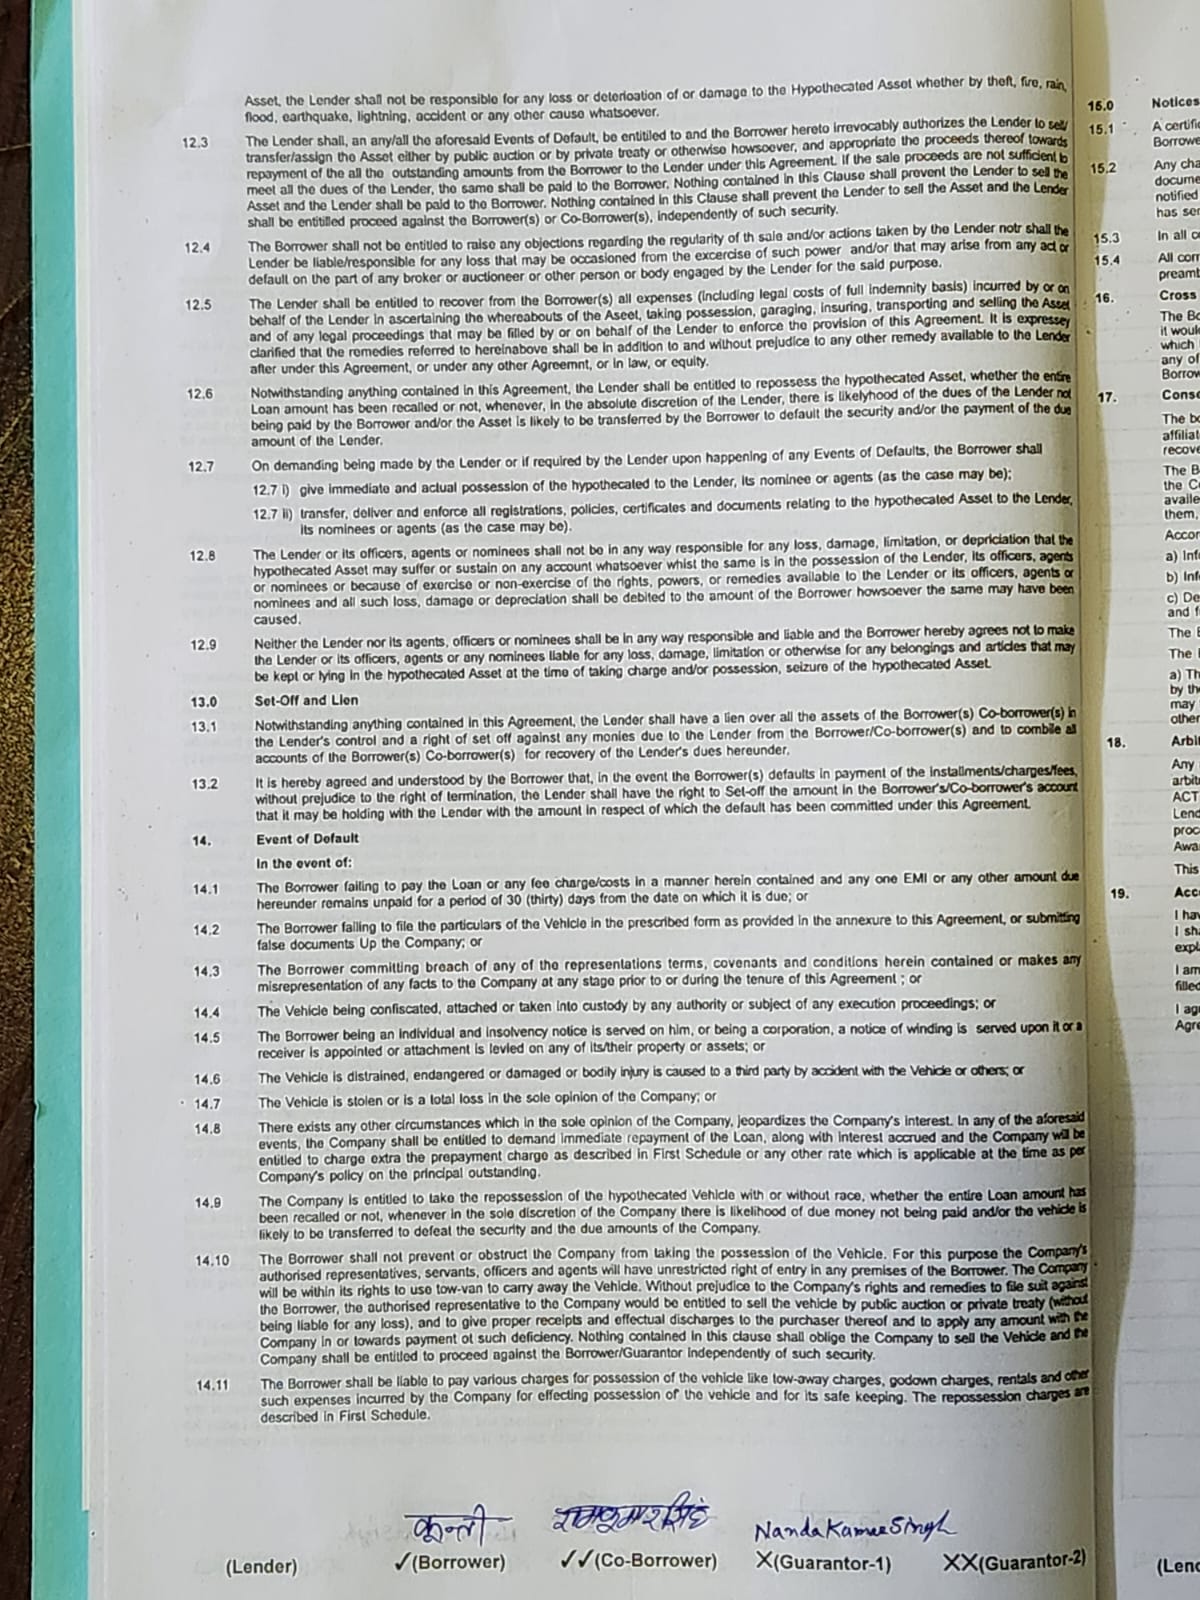 Asset, the Lender shall not be responsible for any loss or deterioation of or damage to the Hypothecated Asset whether by theft, fire, rain,
flood, earthquake, lightning, accident or any other cause whatsoever.
12.3 The Lender shall, an any/all the aforesaid Events of Default, be entitiled to and the Borrower hereto irrevocably authorizes the Lender to sell/
transfer/assign the Asset either by public auction or by private treaty or otherwise howsoever, and appropriate the proceeds thereof towards
repayment of the all the outstanding amounts from the Borrower to the Lender under this Agreement. If the sale proceeds are not sufficient to
meet all the dues of the Lender, the same shall be paid to the Borrower, Nothing contained in this Clause shall prevent the Lender to sell the
Asset and the Lender shall be paid to the Borrower. Nothing contained in this Clause shall prevent the Lender to sell the Asset and the Lender
shall be entitilled proceed against the Borrower(s) or Co-Borrower(s), independently of such security.
12.4 The Borrower shall not be entitled to raise any objections regarding the regularity of th sale and/or actions taken by the Lender notr shall the
Lender be liable/responsible for any loss that may be occasioned from the excercise of such power and/or that may arise from any act or
default on the part of any broker or auctioneer or other person or body engaged by the Lender for the said purpose.
12.5 The Lender shall be entitled to recover from the Borrower(s) all expenses (including legal costs of full indemnity basis) incurred by or on
behalf of the Lender in ascertaining the whereabouts of the Aseet, taking possession, garaging, insuring, transporting and selling the Asset
and of any legal proceedings that may be filled by or on behalf of the Lender to enforce the provision of this Agreement. It is expressey
clarified that the remedies referred to hereinabove shall be in addition to and without prejudice to any other remedy available to the Lender
after under this Agreement, or under any other Agreemnt, or in law, or equity.
12.6 Notwithstanding anything contained in this Agreement, the Lender shall be entitled to repossess the hypothecated Asset, whether the entire
Loan amount has been recalled or not, whenever, in the absolute discretion of the Lender, there is likelyhood of the dues of the Lender not
being paid by the Borrower and/or the Asset is likely to be transferred by the Borrower to default the security and/or the payment of the due
amount of the Lender.
12.7 On demanding being made by the Lender or if required by the Lender upon happening of any Events of Defaults, the Borrower shall
12.7 i) give immediate and actual possession of the hypothecated to the Lender, its nominee or agents (as the case may be);
12.7 ii) transfer, deliver and enforce all registrations, policies, certificates and documents relating to the hypothecated Asset to the Lender,
its nominees or agents (as the case may be).
12.8 The Lender or its officers, agents or nominees shall not be in any way responsible for any loss, damage, limitation, or depriciation that the
hypothecated Asset may suffer or sustain on any account whatsoever whist the same is in the possession of the Lender, its officers, agents
or nominees or because of exercise or non-exercise of the rights, powers, or remedies available to the Lender or its officers, agents or
nominees and all such loss, damage or depreciation shall be debited to the amount of the Borrower howsoever the same may have been
caused.
12.9 Neither the Lender nor its agents, officers or nominees shall be in any way responsible and liable and the Borrower hereby agrees not to make
the Lender or its officers, agents or any nominees liable for any loss, damage, limitation or otherwise for any belongings and articles that may
be kept or lying in the hypothecated Asset at the time of taking charge and/or possession, seizure of the hypothecated Asset.
13.0 Set-Off and Lien
13.1 Notwithstanding anything contained in this Agreement, the Lender shall have a lien over all the assets of the Borrower(s) Co-borrower(s) in
the Lender's control and a right of set off against any monies due to the Lender from the Borrower/Co-borrower(s) and to combile all
accounts of the Borrower(s) Co-borrower(s) for recovery of the Lender's dues hereunder.
13.2 It is hereby agreed and understood by the Borrower that, in the event the Borrower(s) defaults in payment of the installments/charges/fees,
without prejudice to the right of termination, the Lender shall have the right to Set-off the amount in the Borrower's/Co-borrower's account
that it may be holding with the Lender with the amount in respect of which the default has been committed under this Agreement.
14. Event of Default
In the event of:
14.1 The Borrower failing to pay the Loan or any fee charge/costs in a manner herein contained and any one EMI or any other amount due
hereunder remains unpaid for a period of 30 (thirty) days from the date on which it is due; or
14.2 The Borrower failing to file the particulars of the Vehicle in the prescribed form as provided in the annexure to this Agreement, or submitting
false documents Up the Company; or
14.3 The Borrower committing breach of any of the representations terms, covenants and conditions herein contained or makes any
misrepresentation of any facts to the Company at any stage prior to or during the tenure of this Agreement ; or
14.4 The Vehicle being confiscated, attached or taken into custody by any authority or subject of any execution proceedings; or
14.5 The Borrower being an individual and insolvency notice is served on him, or being a corporation, a notice of winding is served upon it or a
receiver is appointed or attachment is levied on any of its/their property or assets; or
14.6 The Vehicle is distrained, endangered or damaged or bodily injury is caused to a third party by accident with the Vehicle or others; or
14.7 The Vehicle is stolen or is a total loss in the sole opinion of the Company; or
14.8 There exists any other circumstances which in the sole opinion of the Company, jeopardizes the Company's interest. In any of the aforesaid
events, the Company shall be entitled to demand immediate repayment of the Loan, along with interest accrued and the Company will be
entitled to charge extra the prepayment charge as described in First Schedule or any other rate which is applicable at the time as per
Company's policy on the principal outstanding.
14.9 The Company is entitled to take the repossession of the hypothecated Vehicle with or without race, whether the entire Loan amount has
been recalled or not, whenever in the sole discretion of the Company there is likelihood of due money not being paid and/or the vehicle is
likely to be transferred to defeat the security and the due amounts of the Company.
14.10 The Borrower shall not prevent or obstruct the Company from taking the possession of the Vehicle. For this purpose the Company's
authorised representatives, servants, officers and agents will have unrestricted right of entry in any premises of the Borrower. The Company
will be within its rights to use tow-van to carry away the Vehicle. Without prejudice to the Company's rights and remedies to file suit against
the Borrower, the authorised representative to the Company would be entitled to sell the vehicle by public auction or private treaty (without
being liable for any loss), and to give proper receipts and effectual discharges to the purchaser thereof and to apply any amount with the
Company in or towards payment ot such deficiency. Nothing contained in this clause shall oblige the Company to sell the Vehicle and the
Company shall be entitled to proceed against the Borrower/Guarantor independently of such security.
14.11 The Borrower shall be liable to pay various charges for possession of the vehicle like tow-away charges, godown charges, rentals and other
such expenses incurred by the Company for effecting possession of the vehicle and for its safe keeping. The repossession charges are
described in First Schedule.
कुन्ती रामकुमारसिंह Nanda Kumar Singh
(Lender) ✓(Borrower) ✓✓(Co-Borrower) X(Guarantor-1) XX(Guarantor-2)
15.0 Notices
15.1 A certific
Borrowe
15.2 Any cha
docume
notified
has ser
15.3 In all c
15.4 All com
preamb
16. Cross
The Bo
it woul
which
any of
Borrow
17. Conse
The bo
affiliat
recove
The B
the Co
availe
them,
Accor
a) Inf
b) Inf
c) De
and f
The B
The
a) Th
by th
may
other
18. Arbit
Any
arbit
ACT
Lend
proc
Awa
This
19. Acc
I hav
I sha
expl
I am
filled
I ag
Agre
(Lend